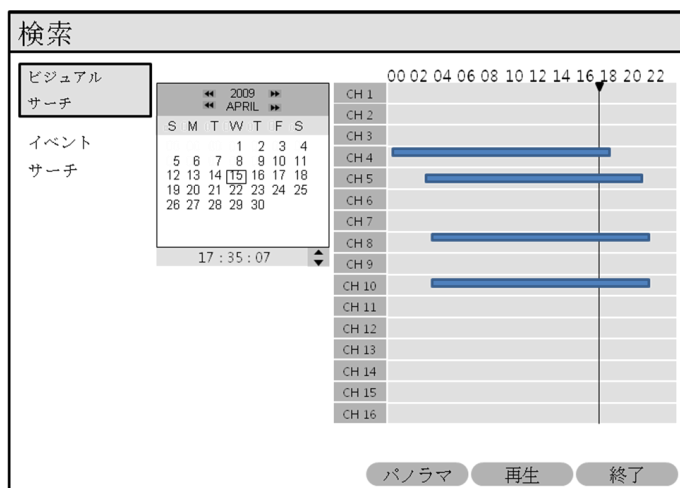 検索
ビジュアル
サーチ
イベント
サーチ
2009
APRIL
S M T W T F S
1 2 3 4
5 6 7 8 9 10 11
12 13 14 15 16 17 18
19 20 21 22 23 24 25
26 27 28 29 30
17 : 35 : 07
00 02 04 06 08 10 12 14 16 18 20 22
CH 1
CH 2
CH 3
CH 4
CH 5
CH 6
CH 7
CH 8
CH 9
CH 10
CH 11
CH 12
CH 13
CH 14
CH 15
CH 16
パノラマ 再生 終了